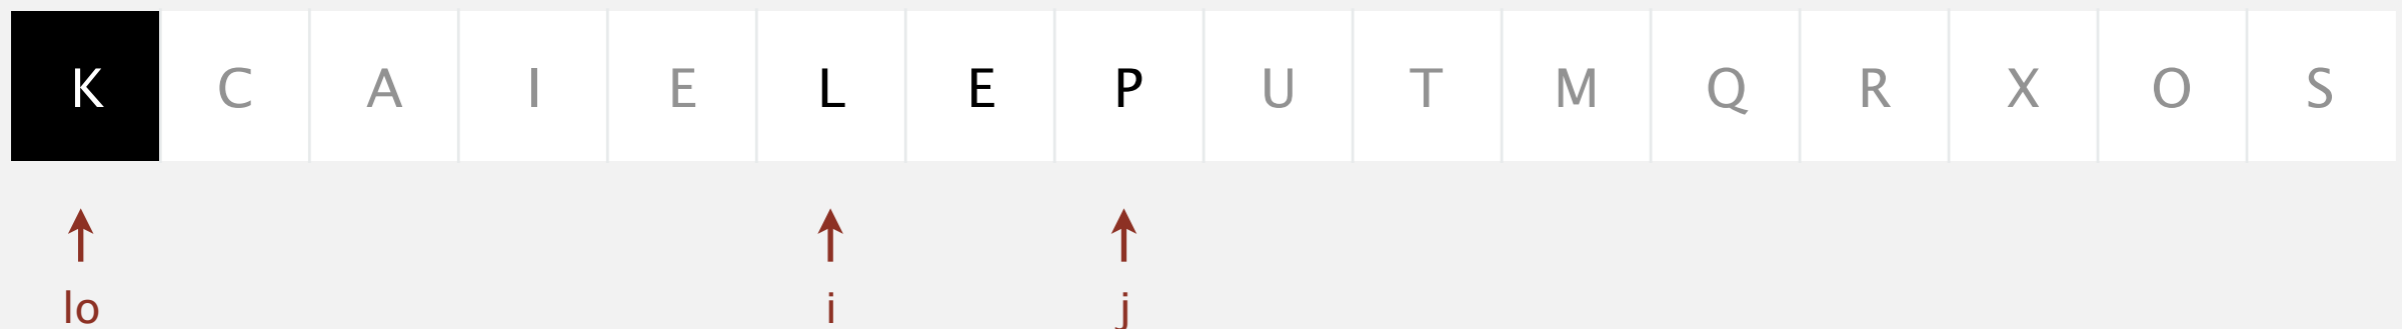 K C A I E L E P U T M Q R X O S
lo i j